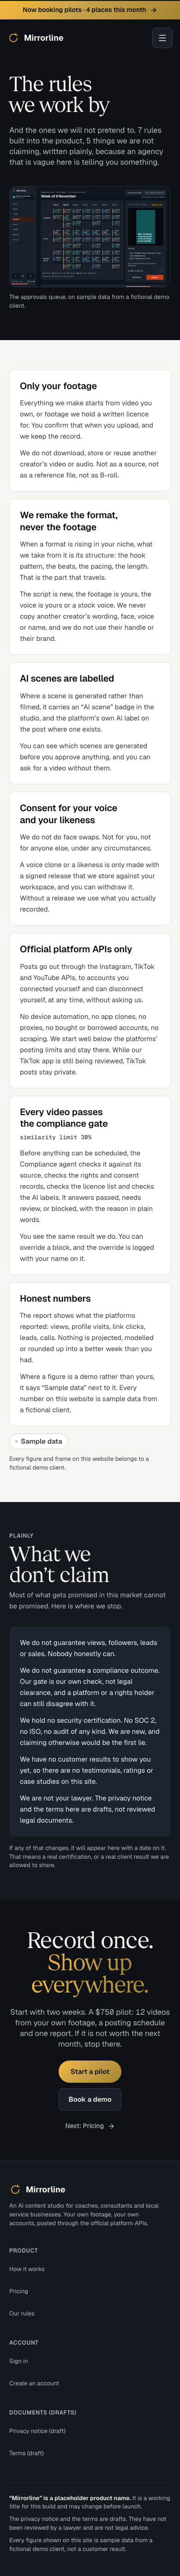 Now booking pilots · 4 places this month →
Mirrorline
The rules
we work by
And the ones we will not pretend to. 7 rules
built into the product, 5 things we are not
claiming, written plainly, because an agency
that is vague here is telling you something.
Week of 9 November
The approvals queue, on sample data from a fictional demo
client.
Only your footage
Everything we make starts from video you
own, or footage we hold a written licence
for. You confirm that when you upload, and
we keep the record.
We do not download, store or reuse another
creator's video or audio. Not as a source, not
as a reference file, not as B-roll.
We remake the format,
never the footage
When a format is rising in your niche, what
we take from it is its structure: the hook
pattern, the beats, the pacing, the length.
That is the part that travels.
The script is new, the footage is yours, the
voice is yours or a stock voice. We never
copy another creator's wording, face, voice
or name, and we do not use their handle or
their brand.
AI scenes are labelled
Where a scene is generated rather than
filmed, it carries an “AI scene” badge in the
studio, and the platform's own AI label on
the post where one exists.
You can see which scenes are generated
before you approve anything, and you can
ask for a video without them.
Consent for your voice
and your likeness
We do not do face swaps. Not for you, not
for anyone else, under any circumstances.
A voice clone or a likeness is only made with
a signed release that we store against your
workspace, and you can withdraw it.
Without a release we use what you actually
recorded.
Official platform APIs only
Posts go out through the Instagram, TikTok
and YouTube APIs, to accounts you
connected yourself and can disconnect
yourself, at any time, without asking us.
No device automation, no app clones, no
proxies, no bought or borrowed accounts, no
scraping. We start well below the platforms'
posting limits and stay there. While our
TikTok app is still being reviewed, TikTok
posts stay private.
Every video passes
the compliance gate
similarity limit 30%
Before anything can be scheduled, the
Compliance agent checks it against its
source, checks the rights and consent
records, checks the licence list and checks
the AI labels. It answers passed, needs
review, or blocked, with the reason in plain
words.
You see the same result we do. You can
override a block, and the override is logged
with your name on it.
Honest numbers
The report shows what the platforms
reported: views, profile visits, link clicks,
leads, calls. Nothing is projected, modelled
or rounded up into a better week than you
had.
Where a figure is a demo rather than yours,
it says “Sample data” next to it. Every
number on this website is sample data from
a fictional client.
Sample data
Every figure and frame on this website belongs to a
fictional demo client.
PLAINLY
What we
don't claim
Most of what gets promised in this market cannot
be promised. Here is where we stop.
We do not guarantee views, followers, leads
or sales. Nobody honestly can.
We do not guarantee a compliance outcome.
Our gate is our own check, not legal
clearance, and a platform or a rights holder
can still disagree with it.
We hold no security certification. No SOC 2,
no ISO, no audit of any kind. We are new, and
claiming otherwise would be the first lie.
We have no customer results to show you
yet, so there are no testimonials, ratings or
case studies on this site.
We are not your lawyer. The privacy notice
and the terms here are drafts, not reviewed
legal documents.
If any of that changes, it will appear here with a date on it.
That means a real certification, or a real client result we are
allowed to share.
Record once.
Show up
everywhere.
Start with two weeks. A $750 pilot: 12 videos
from your own footage, a posting schedule
and one report. If it is not worth the next
month, stop there.
Start a pilot
Book a demo
Next: Pricing →
Mirrorline
An AI content studio for coaches, consultants and local
service businesses. Your own footage, your own
accounts, posted through the official platform APIs.
PRODUCT
How it works
Pricing
Our rules
ACCOUNT
Sign in
Create an account
DOCUMENTS (DRAFTS)
Privacy notice (draft)
Terms (draft)
“Mirrorline” is a placeholder product name. It is a working
title for this build and may change before launch.
The privacy notice and the terms are drafts. They have not
been reviewed by a lawyer and are not legal advice.
Every figure shown on this site is sample data from a
fictional demo client, not a customer result.